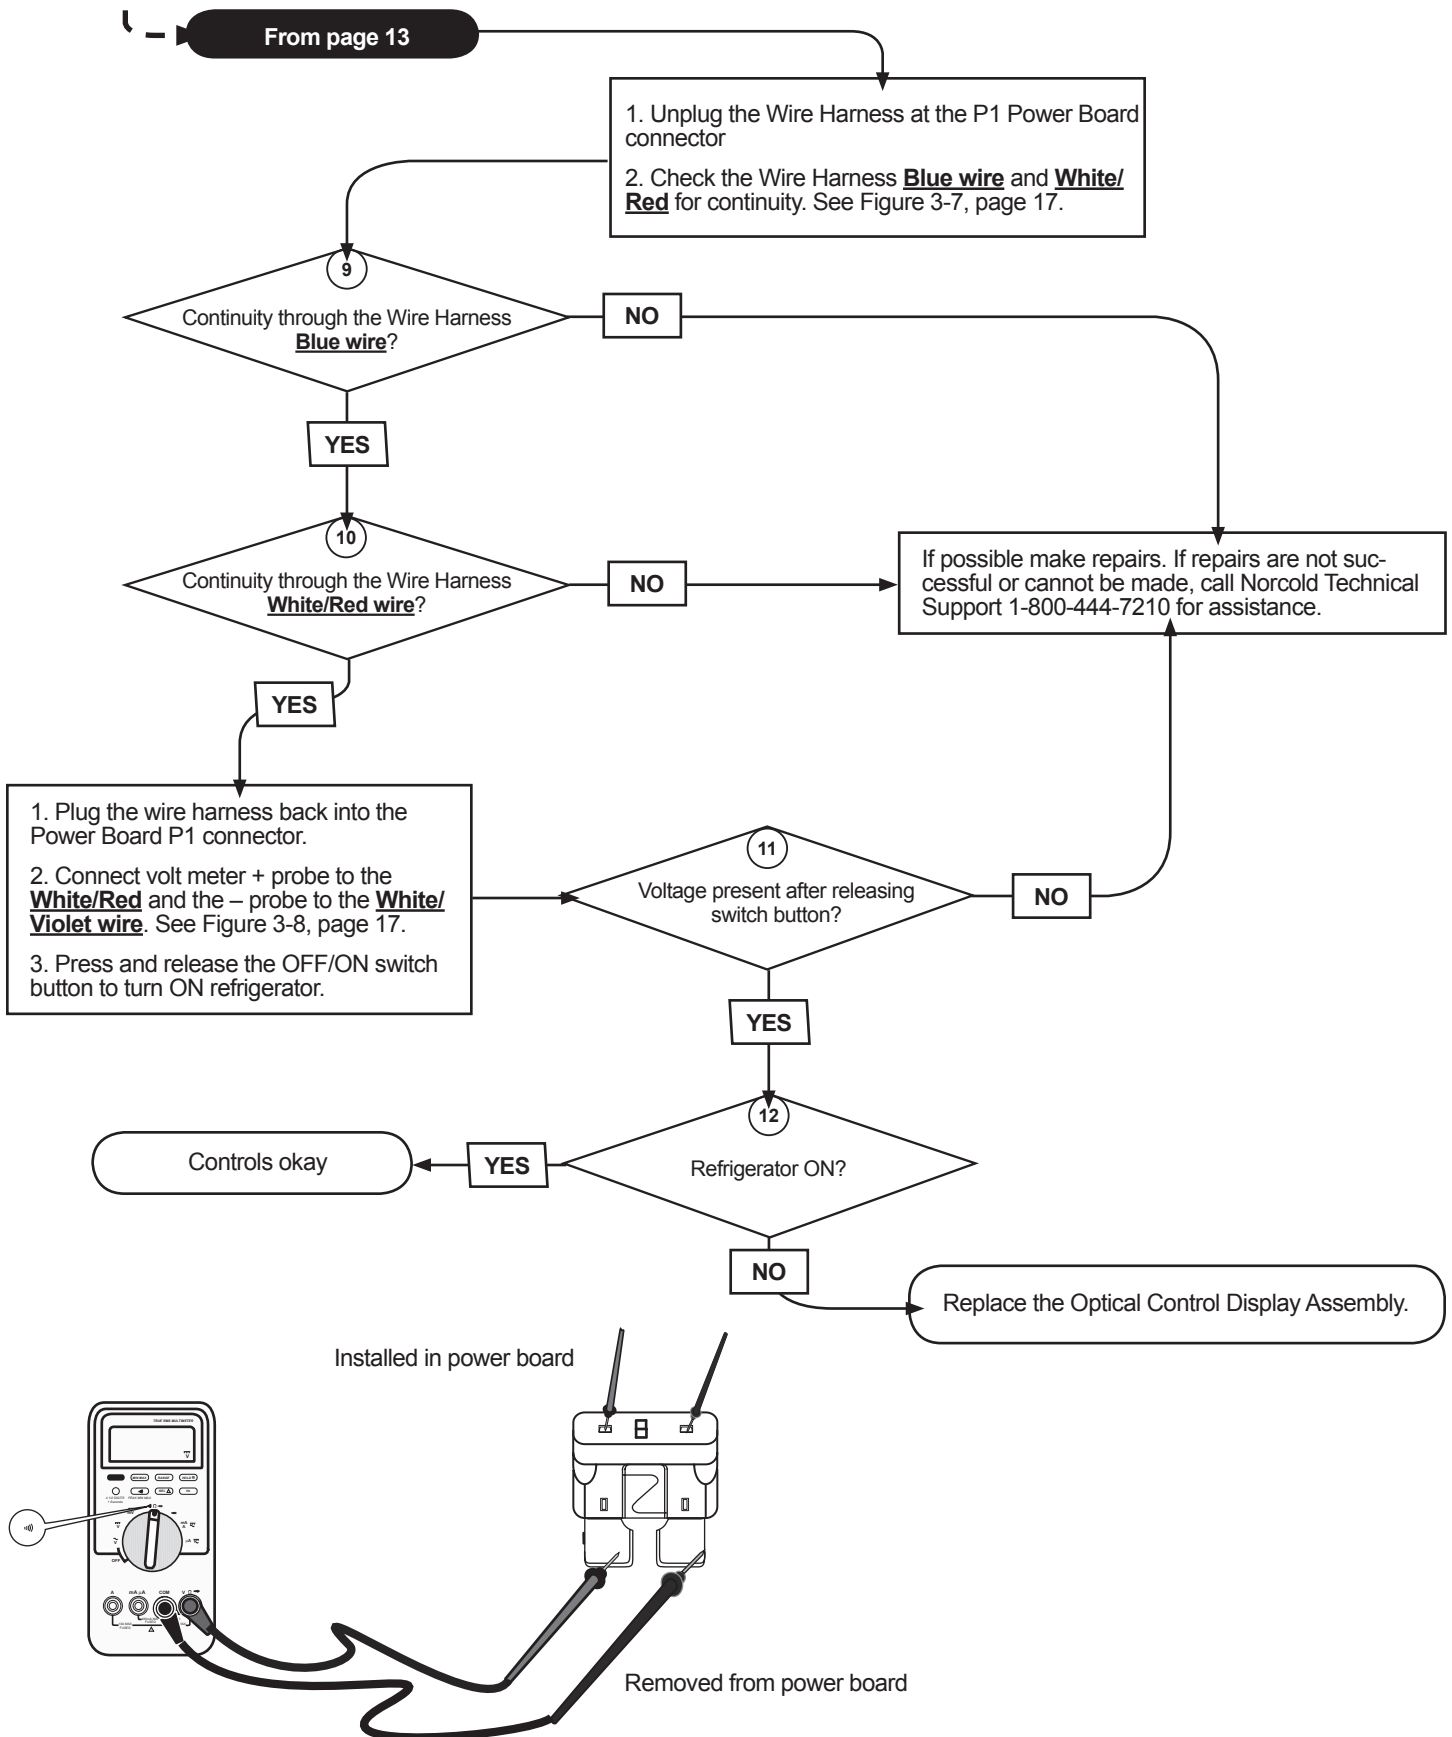 From page 13
1. Unplug the Wire Harness at the P1 Power Board
connector
2. Check the Wire Harness Blue wire and White/
Red for continuity. See Figure 3-7, page 17.
9
Continuity through the Wire Harness
Blue wire?
NO
YES
10
Continuity through the Wire Harness
White/Red wire?
NO
If possible make repairs. If repairs are not suc-
cessful or cannot be made, call Norcold Technical
Support 1-800-444-7210 for assistance.
YES
1. Plug the wire harness back into the
Power Board P1 connector.
2. Connect volt meter + probe to the
White/Red and the – probe to the White/
Violet wire. See Figure 3-8, page 17.
3. Press and release the OFF/ON switch
button to turn ON refrigerator.
11
Voltage present after releasing
switch button?
NO
YES
12
Refrigerator ON?
YES
Controls okay
NO
Replace the Optical Control Display Assembly.
Installed in power board
TRUE RMS MULTIMETER
V
MIN MAX
RANGE
HOLD
OFF
A
mA µA
COM
V Ω
Removed from power board